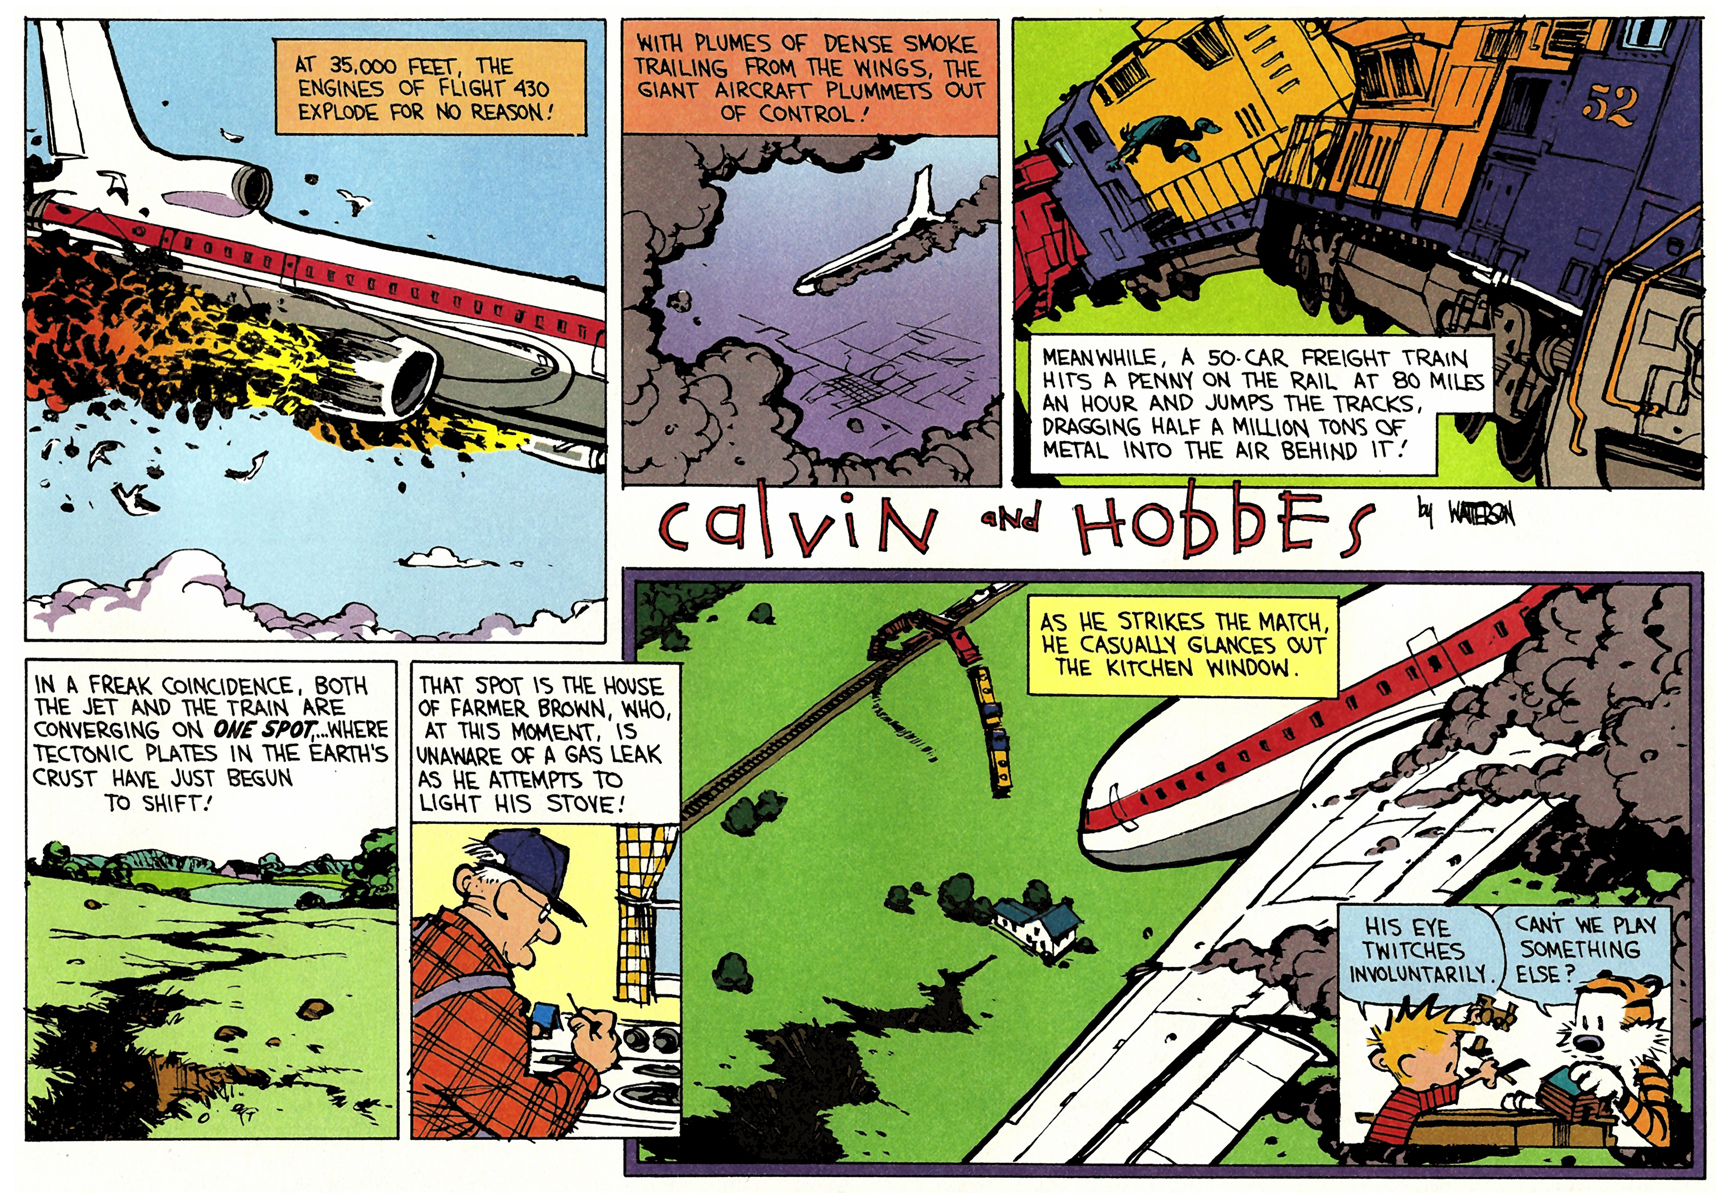 AT 35,000 FEET, THE
ENGINES OF FLIGHT 430
EXPLODE FOR NO REASON!
WITH PLUMES OF DENSE SMOKE
TRAILING FROM THE WINGS, THE
GIANT AIRCRAFT PLUMMETS OUT
OF CONTROL!
52
MEANWHILE, A 50-CAR FREIGHT TRAIN
HITS A PENNY ON THE RAIL AT 80 MILES
AN HOUR AND JUMPS THE TRACKS,
DRAGGING HALF A MILLION TONS OF
METAL INTO THE AIR BEHIND IT!
calvin and HobbEs by WATTERSON
IN A FREAK COINCIDENCE, BOTH
THE JET AND THE TRAIN ARE
CONVERGING ON ONE SPOT,...WHERE
TECTONIC PLATES IN THE EARTH'S
CRUST HAVE JUST BEGUN
TO SHIFT!
THAT SPOT IS THE HOUSE
OF FARMER BROWN, WHO,
AT THIS MOMENT, IS
UNAWARE OF A GAS LEAK
AS HE ATTEMPTS TO
LIGHT HIS STOVE!
AS HE STRIKES THE MATCH,
HE CASUALLY GLANCES OUT
THE KITCHEN WINDOW.
HIS EYE
TWITCHES
INVOLUNTARILY.
CAN'T WE PLAY
SOMETHING
ELSE?